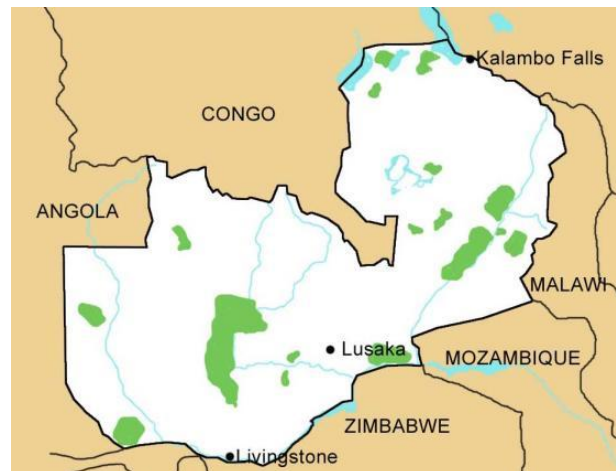 Kalambo Falls
CONGO
ANGOLA
MALAWI
Lusaka
MOZAMBIQUE
ZIMBABWE
Livingstone